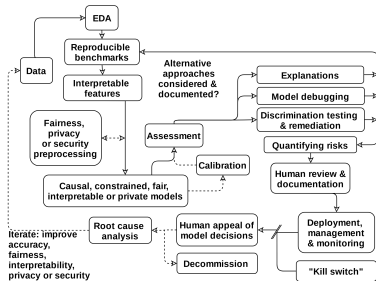 EDA
Reproducible
benchmarks
Data
Interpretable
features
Alternative
approaches
considered &
documented?
Explanations
Model debugging
Discrimination testing
& remediation
Fairness,
privacy
or security
preprocessing
Assessment
Quantifying risks
Calibration
Human review &
documentation
Causal, constrained, fair,
interpretable or private models
Root cause
analysis
Human appeal of
model decisions
Deployment,
management
& monitoring
Iterate: improve
accuracy,
fairness,
interpretability,
privacy or security
Decommission
"Kill switch"